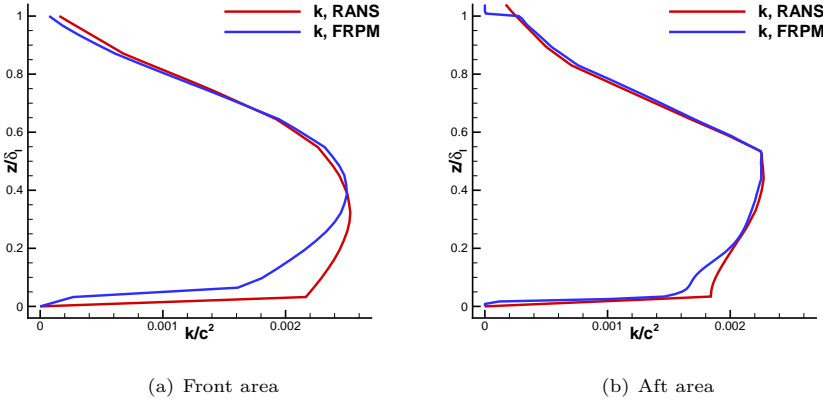 k, RANS
k, FRPM
z/δl
1
0.8
0.6
0.4
0.2
0
0
0.001
0.002
k/c²
(a) Front area
k, RANS
k, FRPM
z/δl
1
0.8
0.6
0.4
0.2
0
0
0.001
0.002
k/c²
(b) Aft area